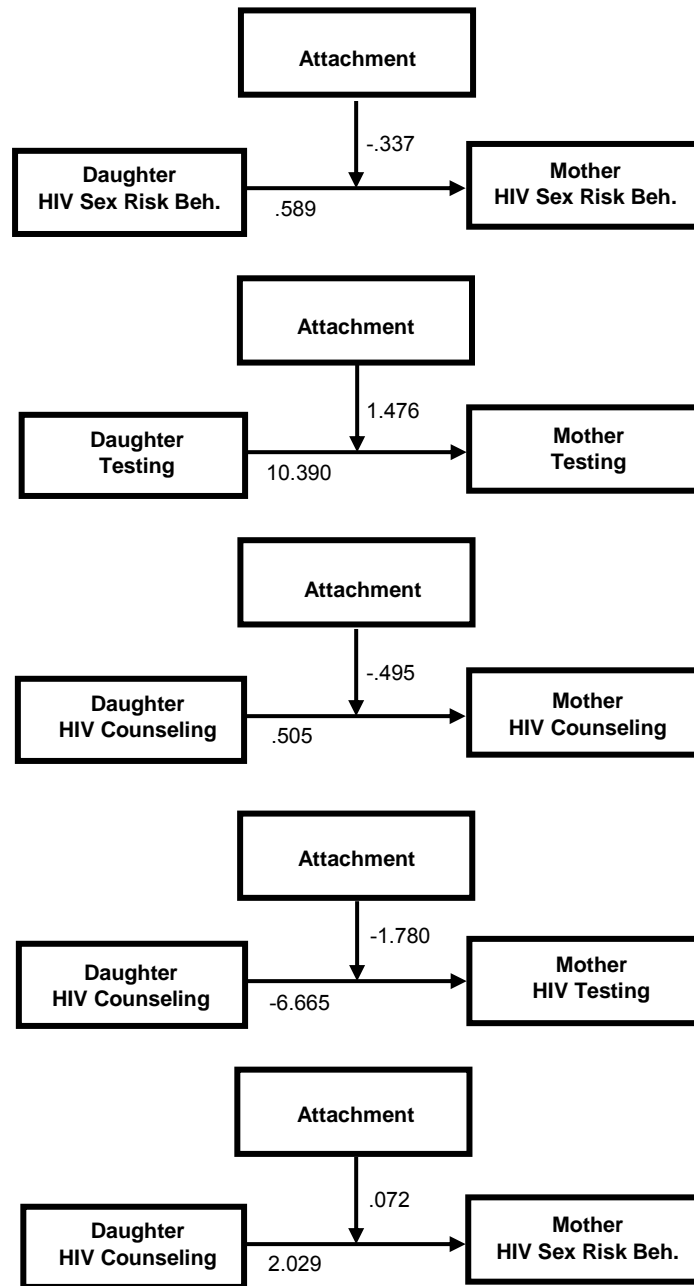 Attachment
-.337
Daughter
HIV Sex Risk Beh.
.589
Mother
HIV Sex Risk Beh.
Attachment
1.476
Daughter
Testing
10.390
Mother
Testing
Attachment
-.495
Daughter
HIV Counseling
.505
Mother
HIV Counseling
Attachment
-1.780
Daughter
HIV Counseling
-6.665
Mother
HIV Testing
Attachment
.072
Daughter
HIV Counseling
2.029
Mother
HIV Sex Risk Beh.